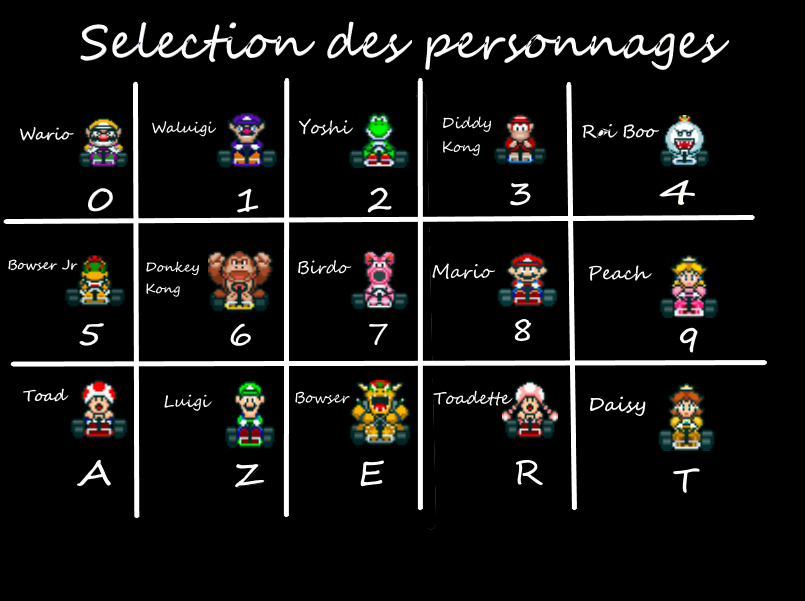 Selection des personnages
Wario
0
Waluigi
1
Yoshi
2
Diddy
Kong
3
Roi Boo
4
Bowser Jr
5
Donkey
Kong
6
Birdo
7
Mario
8
Peach
9
Toad
A
Luigi
Z
Bowser
E
Toadette
R
Daisy
T